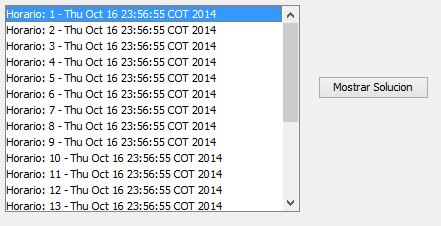 Horario: 1 - Thu Oct 16 23:56:55 COT 2014
Horario: 2 - Thu Oct 16 23:56:55 COT 2014
Horario: 3 - Thu Oct 16 23:56:55 COT 2014
Horario: 4 - Thu Oct 16 23:56:55 COT 2014
Horario: 5 - Thu Oct 16 23:56:55 COT 2014
Horario: 6 - Thu Oct 16 23:56:55 COT 2014
Horario: 7 - Thu Oct 16 23:56:55 COT 2014
Horario: 8 - Thu Oct 16 23:56:55 COT 2014
Horario: 9 - Thu Oct 16 23:56:55 COT 2014
Horario: 10 - Thu Oct 16 23:56:55 COT 2014
Horario: 11 - Thu Oct 16 23:56:55 COT 2014
Horario: 12 - Thu Oct 16 23:56:55 COT 2014
Horario: 13 - Thu Oct 16 23:56:55 COT 2014
Mostrar Solucion